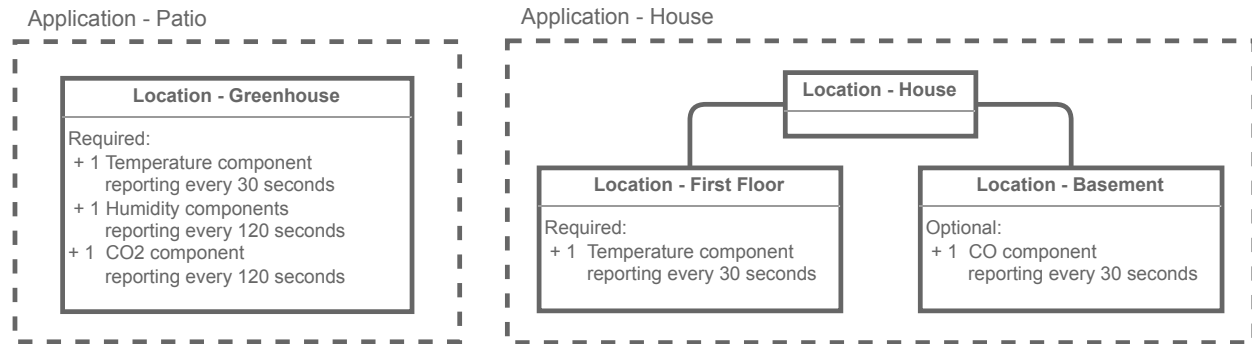 Application - Patio
Location - Greenhouse
Required:
+ 1 Temperature component
reporting every 30 seconds
+ 1 Humidity components
reporting every 120 seconds
+ 1 CO2 component
reporting every 120 seconds
Application - House
Location - House
Location - First Floor
Required:
+ 1 Temperature component
reporting every 30 seconds
Location - Basement
Optional:
+ 1 CO component
reporting every 30 seconds